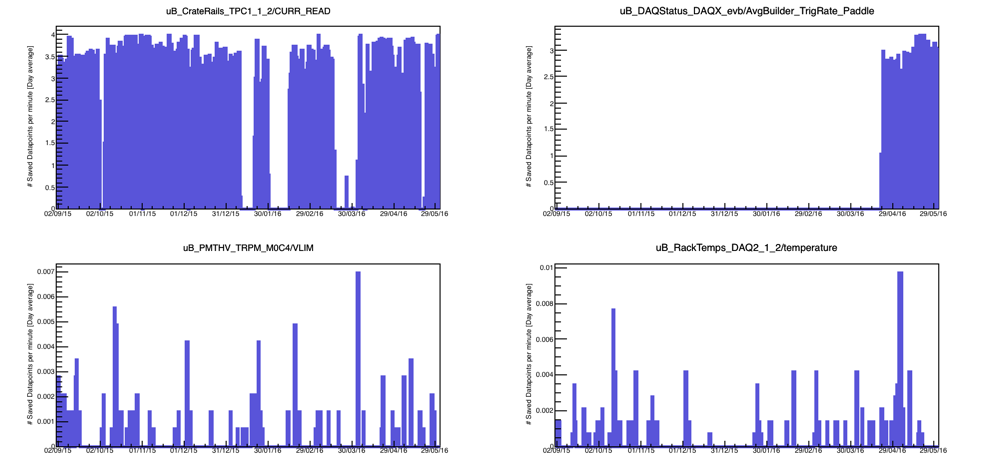 uB_CrateRails_TPC1_1_2/CURR_READ
# Saved Datapoints per minute [Day average]
4
3.5
3
2.5
2
1.5
1
0.5
0
02/09/15 02/10/15 01/11/15 01/12/15 31/12/15 30/01/16 29/02/16 30/03/16 29/04/16 29/05/16
uB_DAQStatus_DAQX_evb/AvgBuilder_TrigRate_Paddle
# Saved Datapoints per minute [Day average]
3
2.5
2
1.5
1
0.5
0
02/09/15 02/10/15 01/11/15 01/12/15 31/12/15 30/01/16 29/02/16 30/03/16 29/04/16 29/05/16
uB_PMTHV_TRPM_M0C4/VLIM
# Saved Datapoints per minute [Day average]
0.007
0.006
0.005
0.004
0.003
0.002
0.001
0
02/09/15 02/10/15 01/11/15 01/12/15 31/12/15 30/01/16 29/02/16 30/03/16 29/04/16 29/05/16
uB_RackTemps_DAQ2_1_2/temperature
# Saved Datapoints per minute [Day average]
0.01
0.008
0.006
0.004
0.002
0
02/09/15 02/10/15 01/11/15 01/12/15 31/12/15 30/01/16 29/02/16 30/03/16 29/04/16 29/05/16